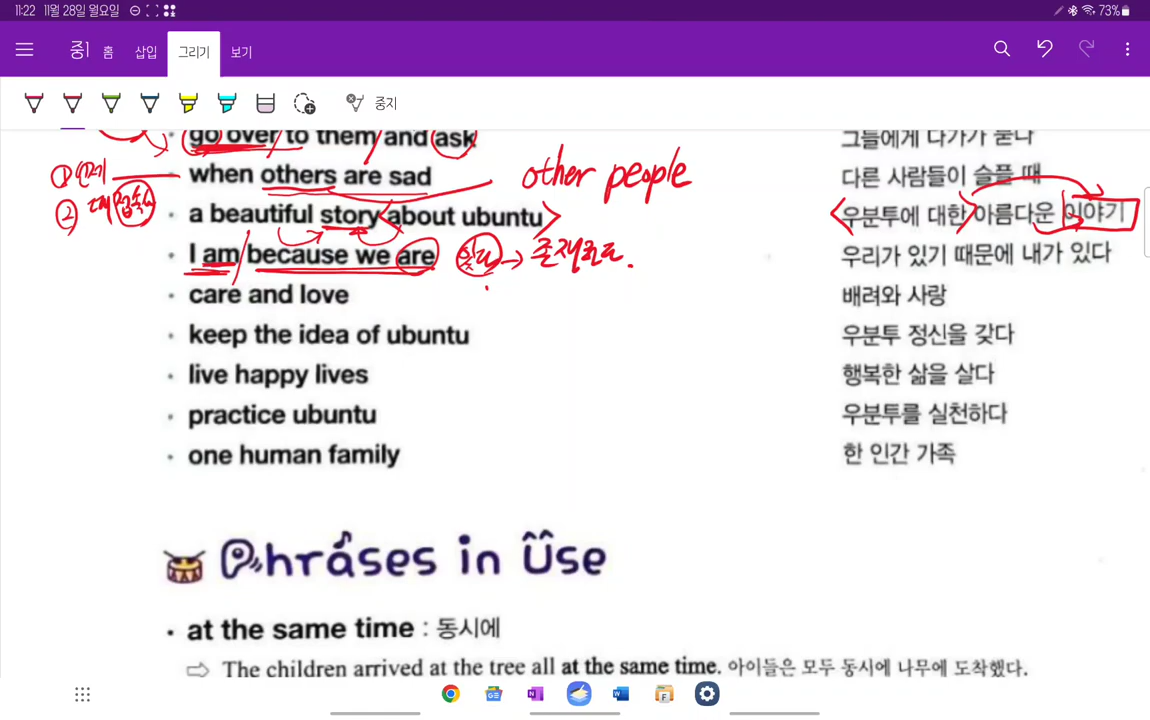 11:22 11월 28일 월요일 73%
중1 홈 삽입 그리기 보기
중지
go over to them and ask 그들에게 다가가 묻다
① 언제 when others are sad other people 다른 사람들이 슬플 때
② 접속사 a beautiful story <about ubuntu> <우분투에 대한> 아름다운 이야기
I am / because we are 있다 → 존재하다. 우리가 있기 때문에 내가 있다
care and love 배려와 사랑
keep the idea of ubuntu 우분투 정신을 갖다
live happy lives 행복한 삶을 살다
practice ubuntu 우분투를 실천하다
one human family 한 인간 가족
Phrases in Use
• at the same time : 동시에
⇨ The children arrived at the tree all at the same time. 아이들은 모두 동시에 나무에 도착했다.